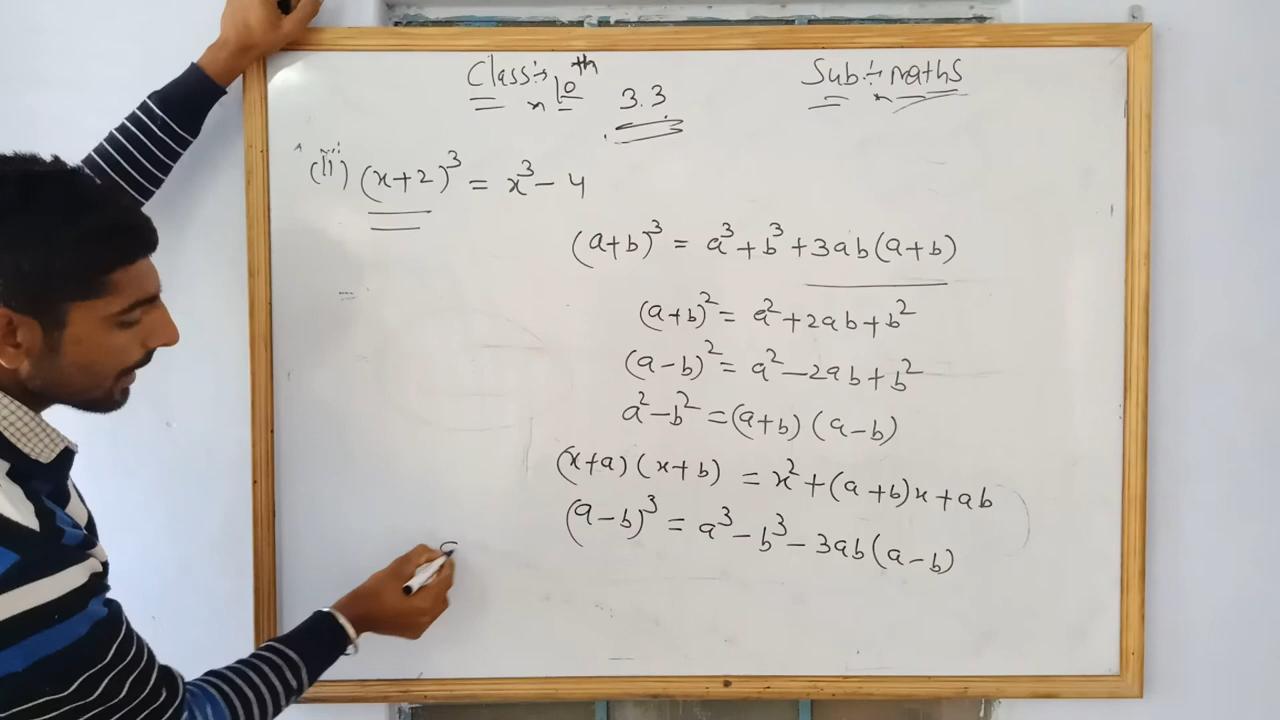 Class:- 10th
Sub:- maths
3.3
(ii) (x+2)³ = x³ - 4
(a+b)³ = a³ + b³ + 3ab(a+b)
(a+b)² = a² + 2ab + b²
(a-b)² = a² - 2ab + b²
a² - b² = (a+b) (a-b)
(x+a) (x+b) = x² + (a+b)x + ab
(a-b)³ = a³ - b³ - 3ab(a-b)